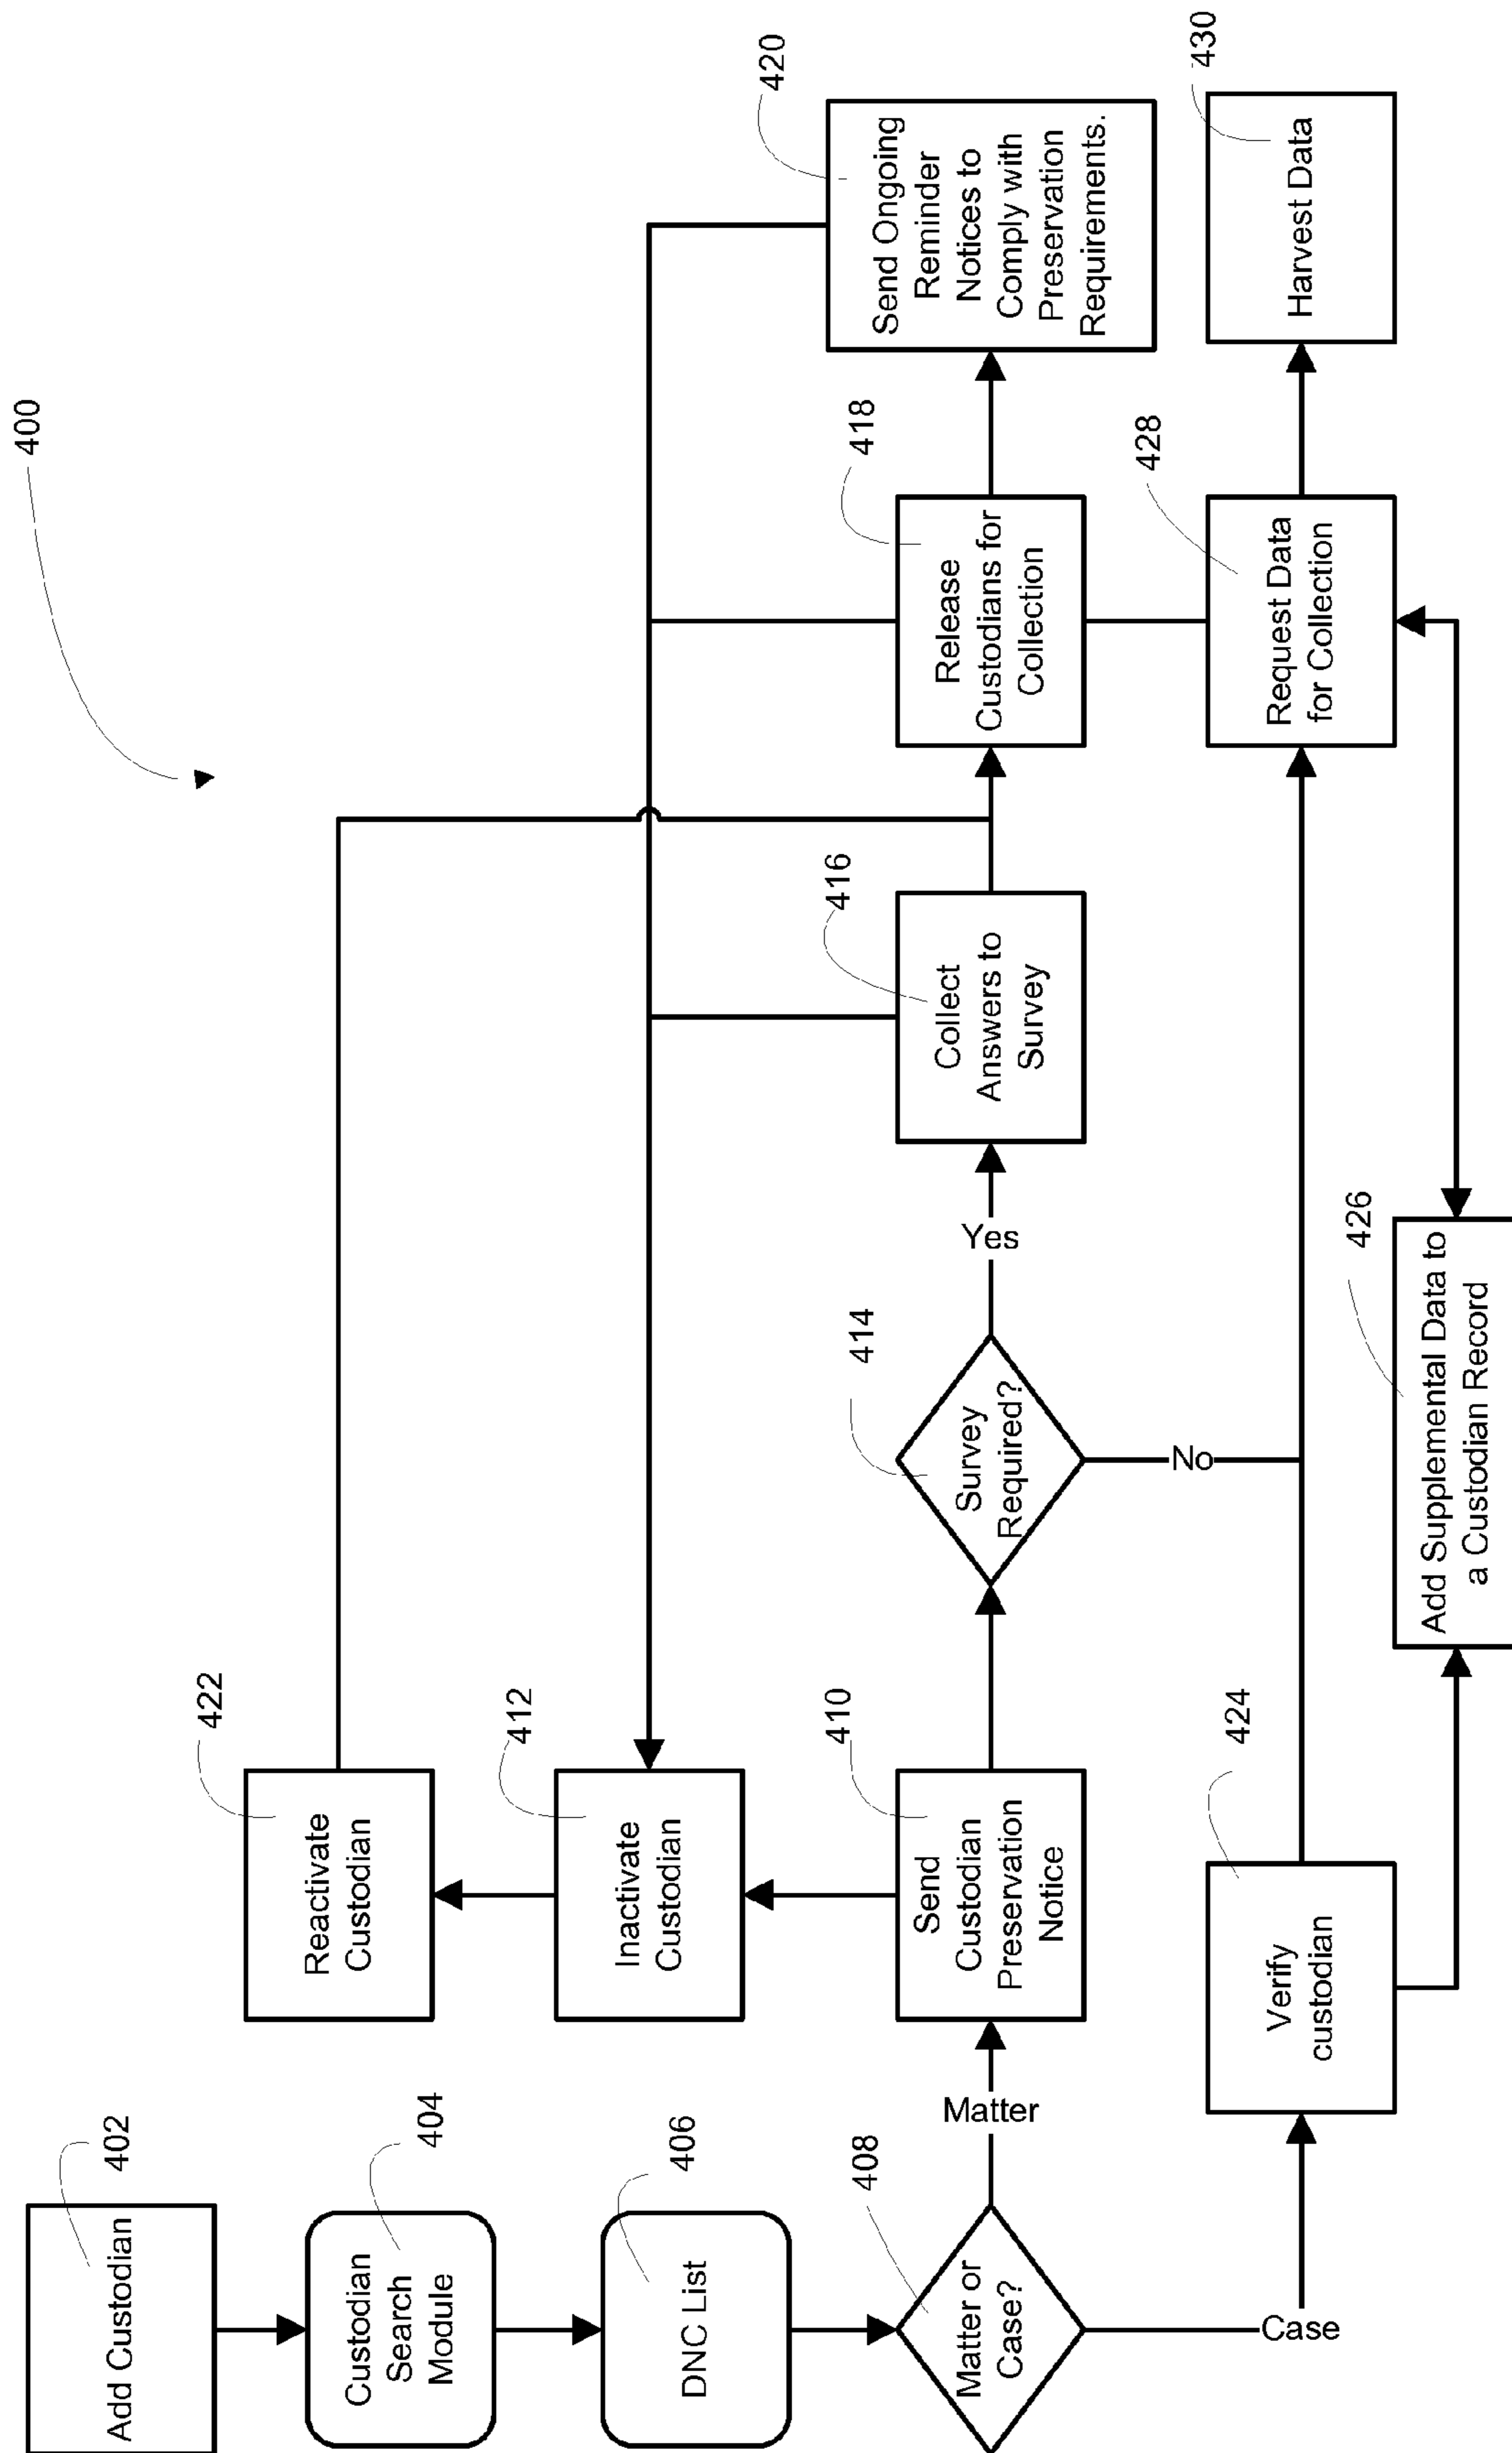 400
402
Add Custodian
404
Custodian
Search
Module
406
DNC List
408
Matter or
Case?
Matter
Case
422
Reactivate
Custodian
412
Inactivate
Custodian
410
Send
Custodian
Preservation
Notice
414
Survey
Required?
Yes
No
416
Collect
Answers to
Survey
418
Release
Custodians for
Collection
420
Send Ongoing
Reminder
Notices to
Comply with
Preservation
Requirements.
424
Verify
custodian
426
Add Supplemental Data to
a Custodian Record
428
Request Data
for Collection
430
Harvest Data